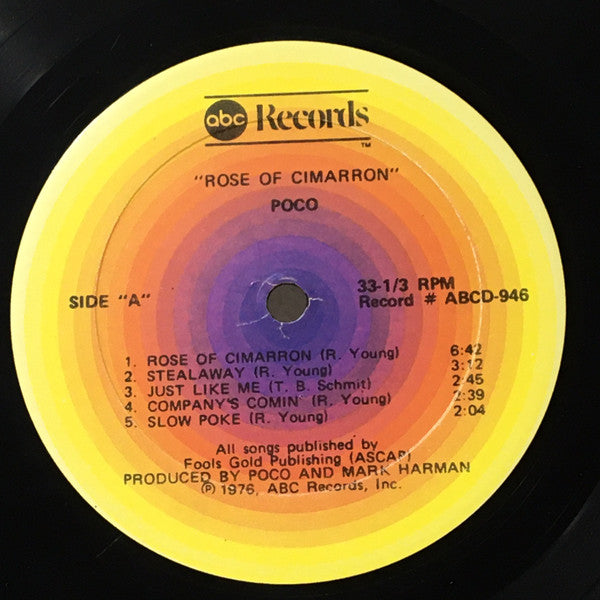 abc Records
TM
"ROSE OF CIMARRON"
POCO
SIDE "A"
33-1/3 RPM
Record # ABCD-946
1. ROSE OF CIMARRON (R. Young) 6:42
2. STEALAWAY (R. Young) 3:12
3. JUST LIKE ME (T. B. Schmit) 2:45
4. COMPANY'S COMIN' (R. Young) 2:39
5. SLOW POKE (R. Young) 2:04
All songs published by
Fools Gold Publishing (ASCAP)
PRODUCED BY POCO AND MARK HARMAN
℗ 1976, ABC Records, Inc.